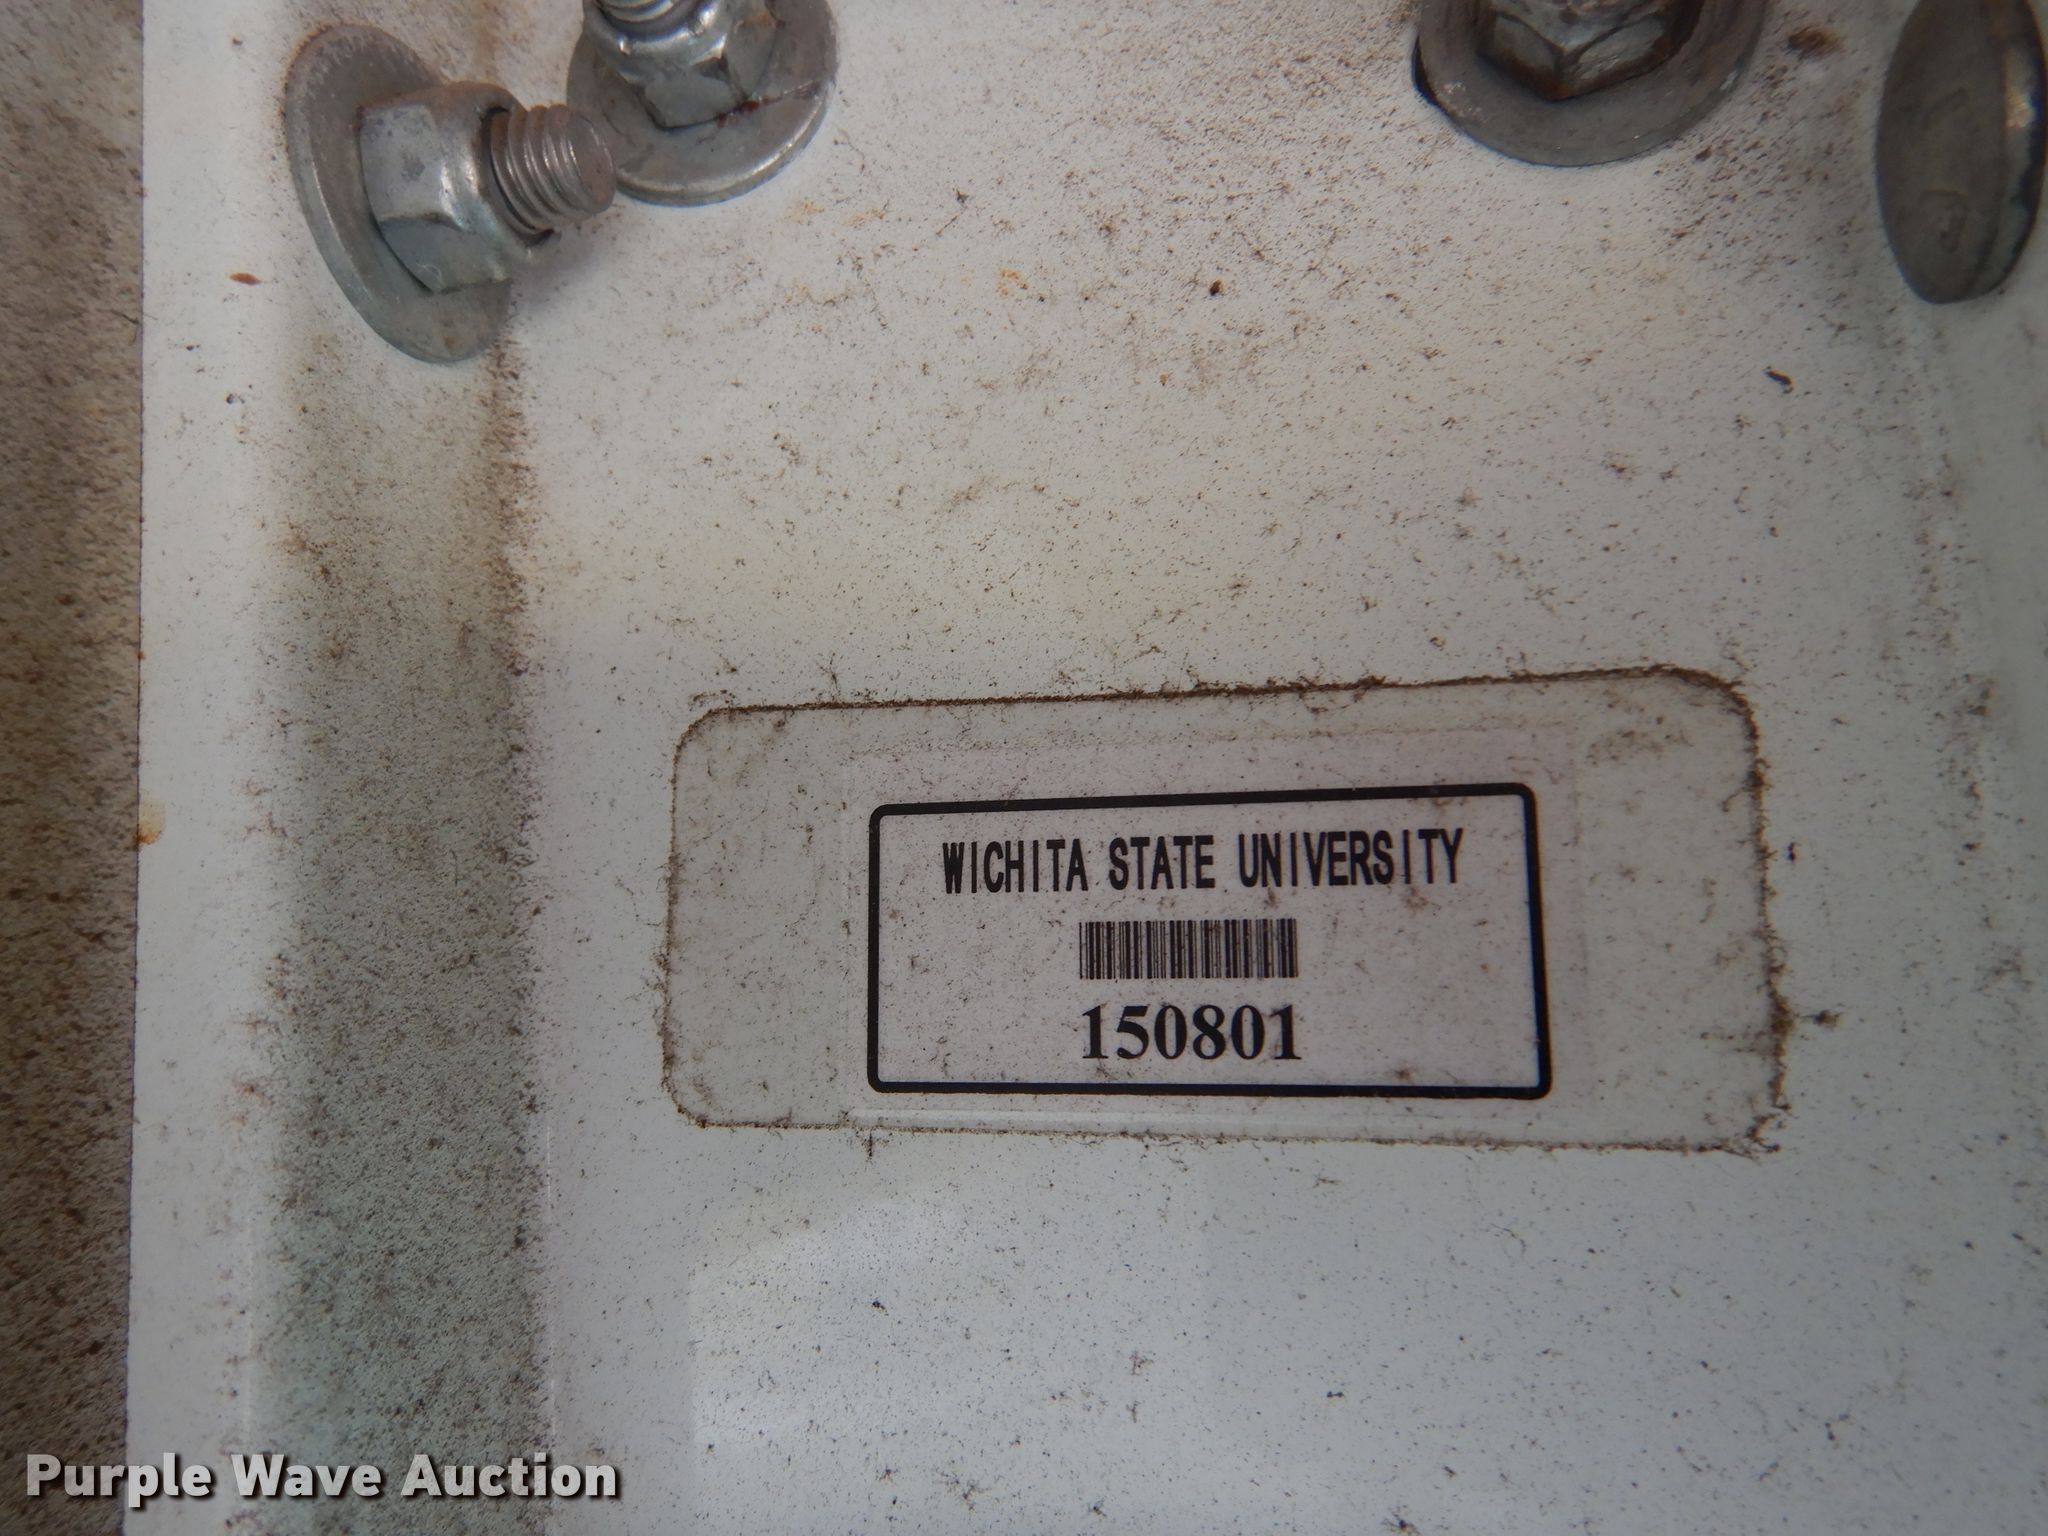 WICHITA STATE UNIVERSITY
150801
Purple Wave Auction